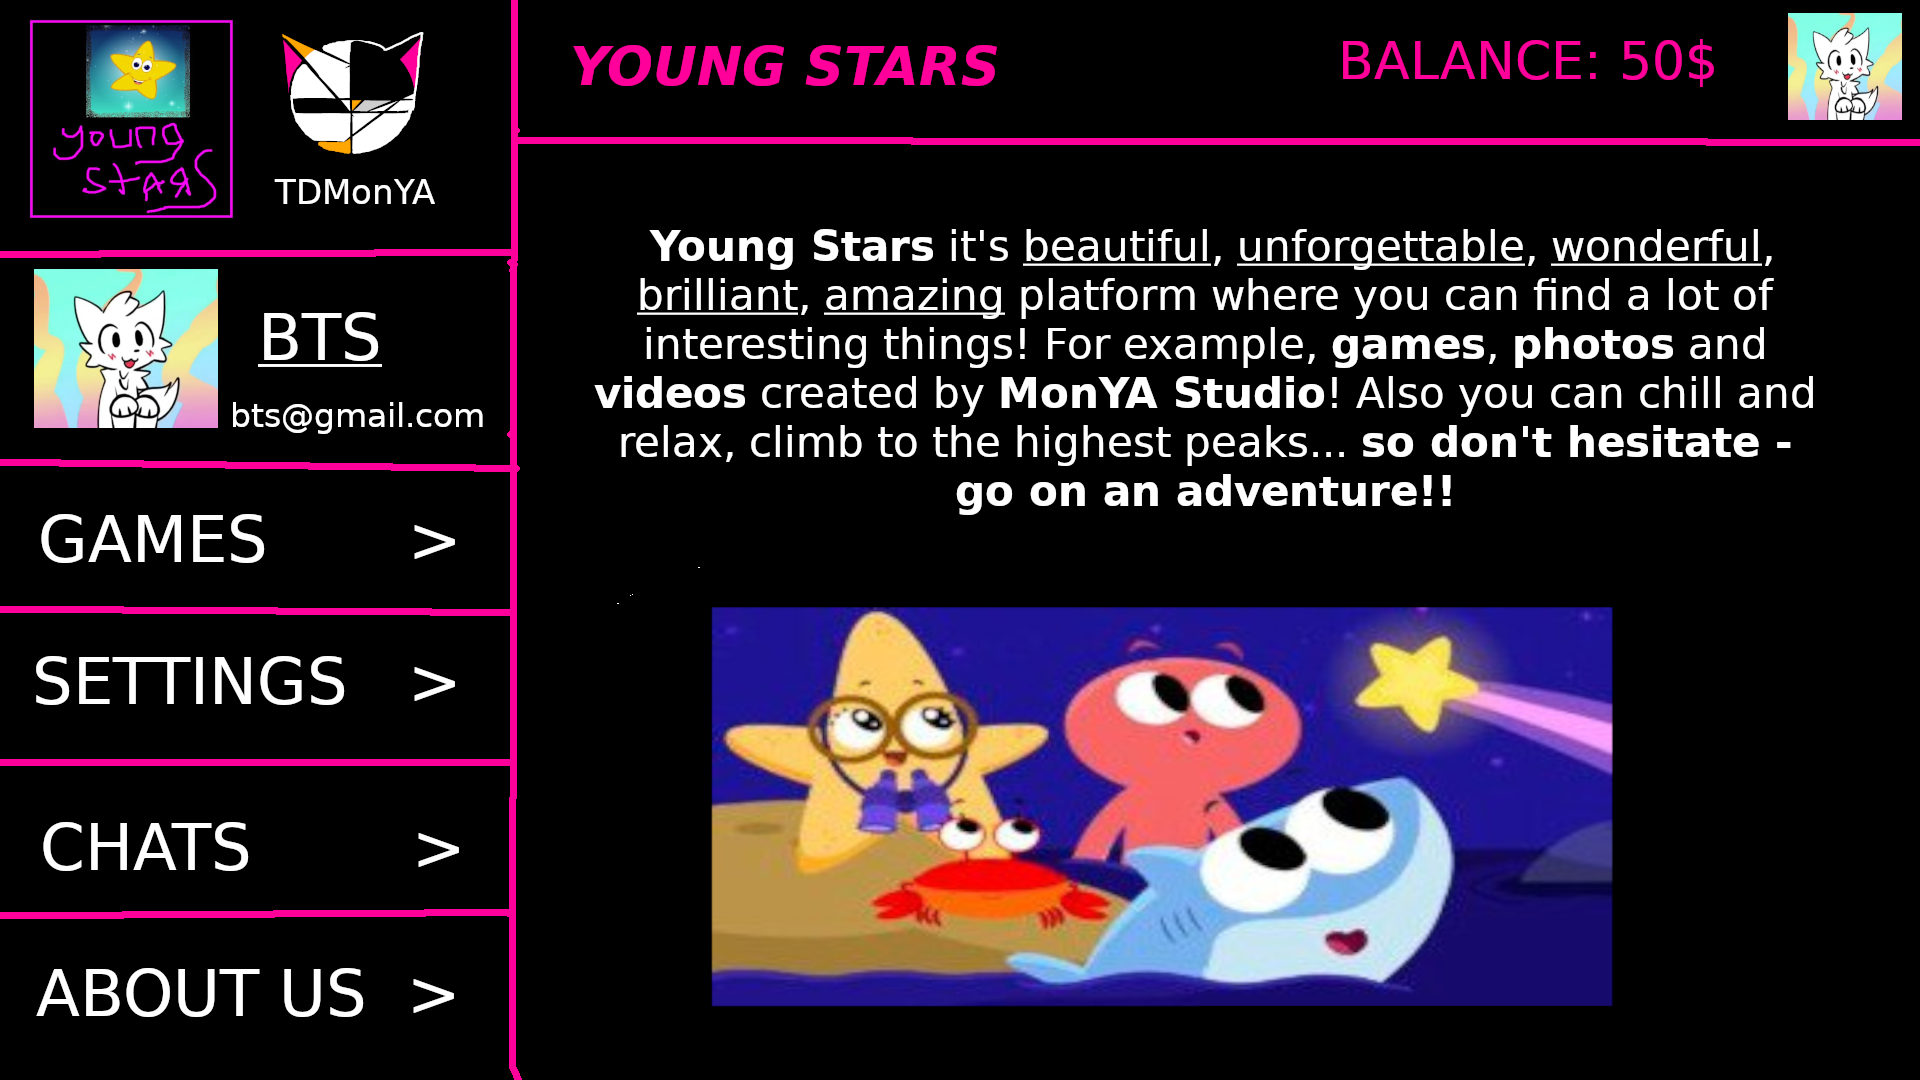 young
stars
TDMonYA
YOUNG STARS
BALANCE: 50$
BTS
bts@gmail.com
GAMES >
SETTINGS >
CHATS >
ABOUT US >
Young Stars it's beautiful, unforgettable, wonderful,
brilliant, amazing platform where you can find a lot of
interesting things! For example, games, photos and
videos created by MonYA Studio! Also you can chill and
relax, climb to the highest peaks... so don't hesitate -
go on an adventure!!